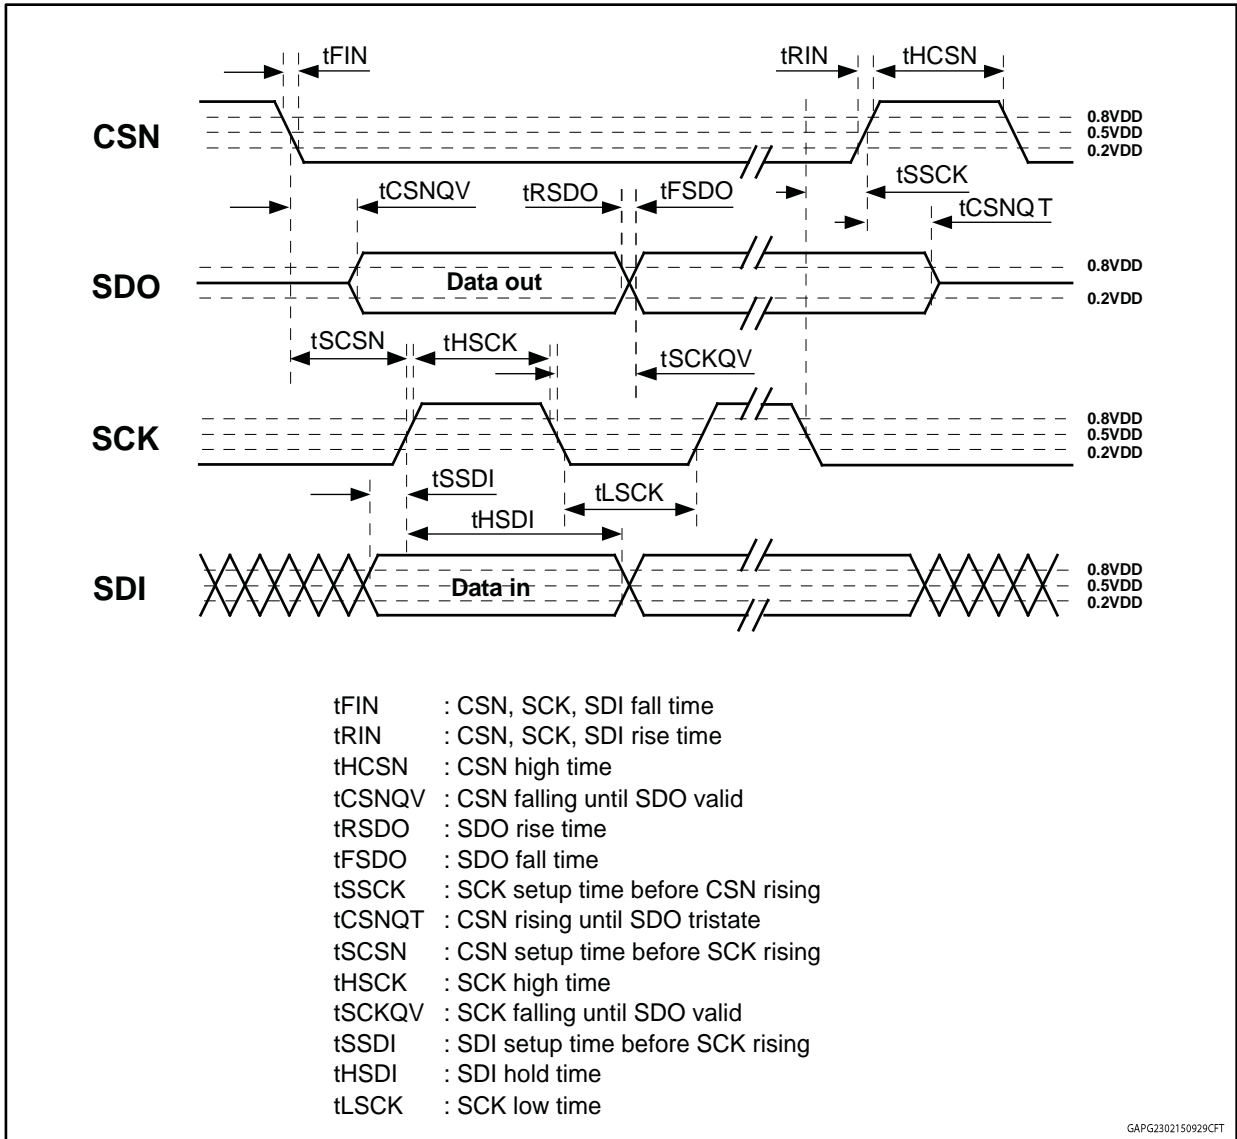 tFIN
tRIN
tHCSN
CSN
0.8VDD
0.5VDD
0.2VDD
tSSCK
tCSNQV
tRSDO
tFSDO
tCSNQT
SDO
Data out
0.8VDD
0.2VDD
tSCSN
tHSCK
tSCKQV
SCK
0.8VDD
0.5VDD
0.2VDD
tSSDI
tLSCK
tHSDI
SDI
Data in
0.8VDD
0.5VDD
0.2VDD
tFIN : CSN, SCK, SDI fall time
tRIN : CSN, SCK, SDI rise time
tHCSN : CSN high time
tCSNQV : CSN falling until SDO valid
tRSDO : SDO rise time
tFSDO : SDO fall time
tSSCK : SCK setup time before CSN rising
tCSNQT : CSN rising until SDO tristate
tSCSN : CSN setup time before SCK rising
tHSCK : SCK high time
tSCKQV : SCK falling until SDO valid
tSSDI : SDI setup time before SCK rising
tHSDI : SDI hold time
tLSCK : SCK low time
GAPG2302150929CFT